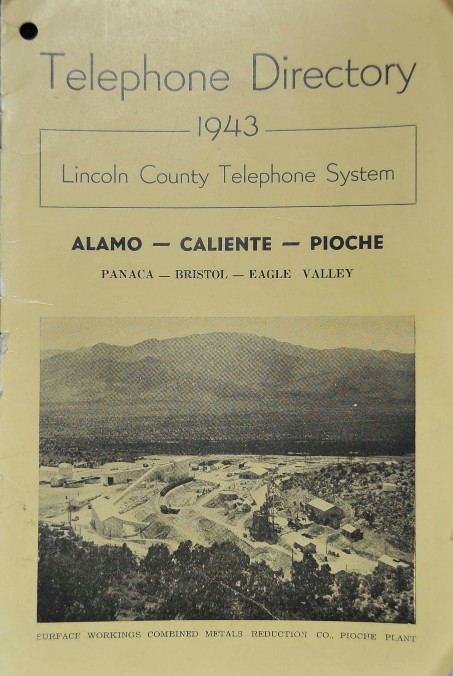 Telephone Directory
1943
Lincoln County Telephone System
ALAMO — CALIENTE — PIOCHE
PANACA — BRISTOL — EAGLE VALLEY
SURFACE WORKINGS COMBINED METALS REDUCTION CO., PIOCHE PLANT